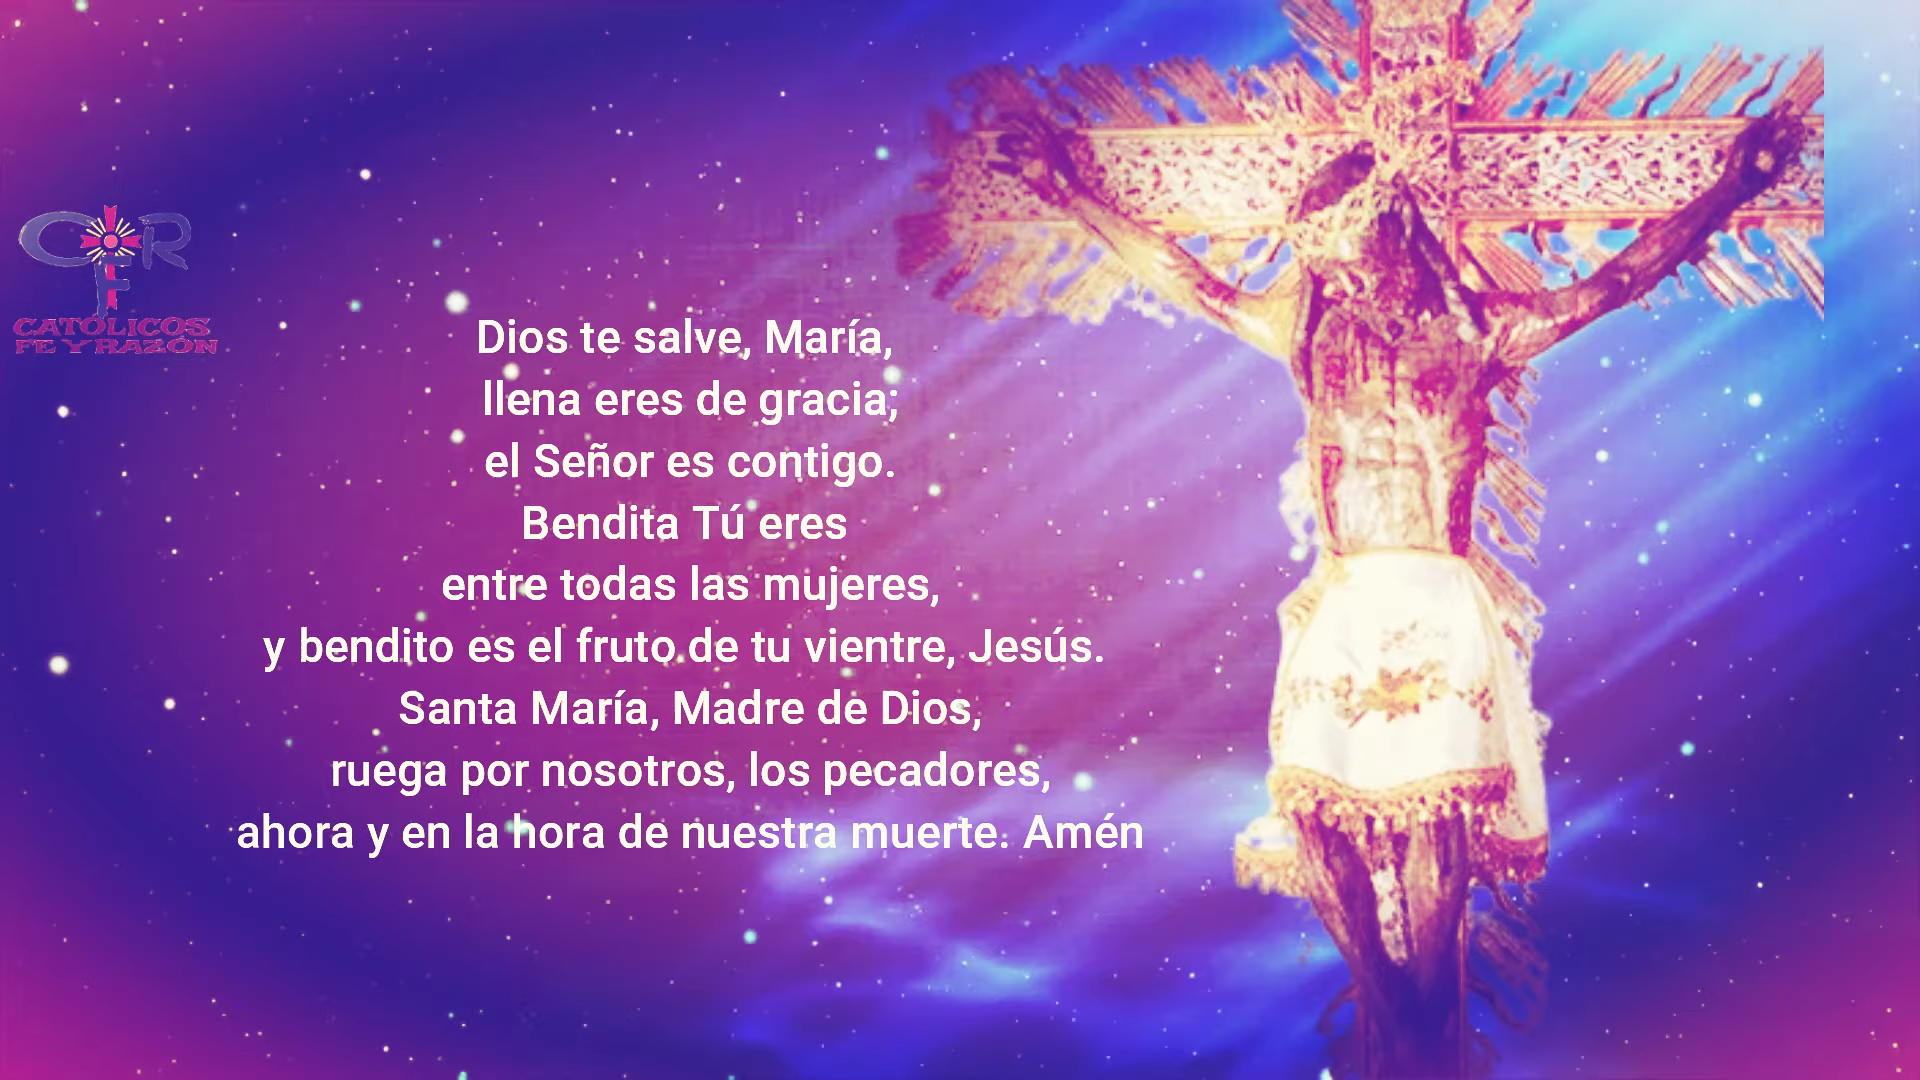 COR
F
CATÓLICOS
FE Y RAZÓN
Dios te salve, María,
llena eres de gracia;
el Señor es contigo.
Bendita Tú eres
entre todas las mujeres,
y bendito es el fruto de tu vientre, Jesús.
Santa María, Madre de Dios,
ruega por nosotros, los pecadores,
ahora y en la hora de nuestra muerte. Amén